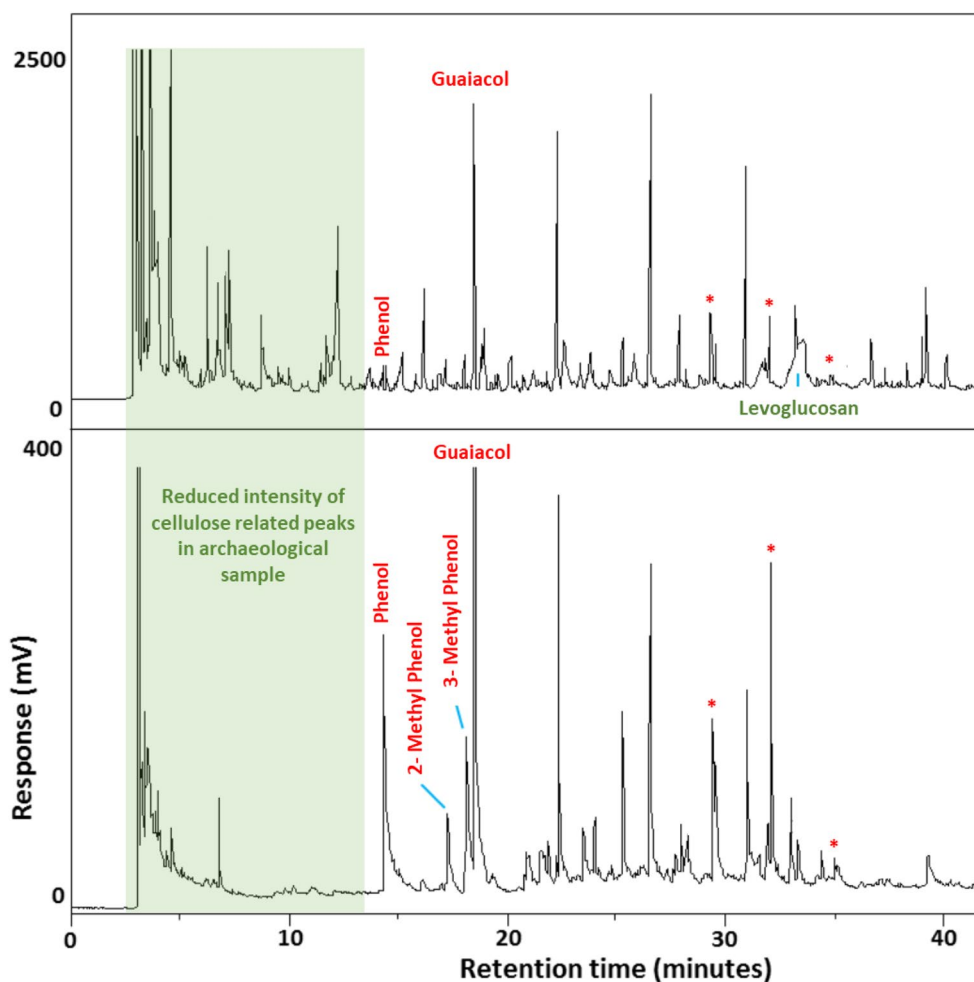 2500
Guaiacol
Phenol
*
*
*
Levoglucosan
0
400
Guaiacol
Reduced intensity of
cellulose related peaks
in archaeological
sample
Phenol
2- Methyl Phenol
3- Methyl Phenol
*
*
*
Response (mV)
0
0 10 20 30 40
Retention time (minutes)